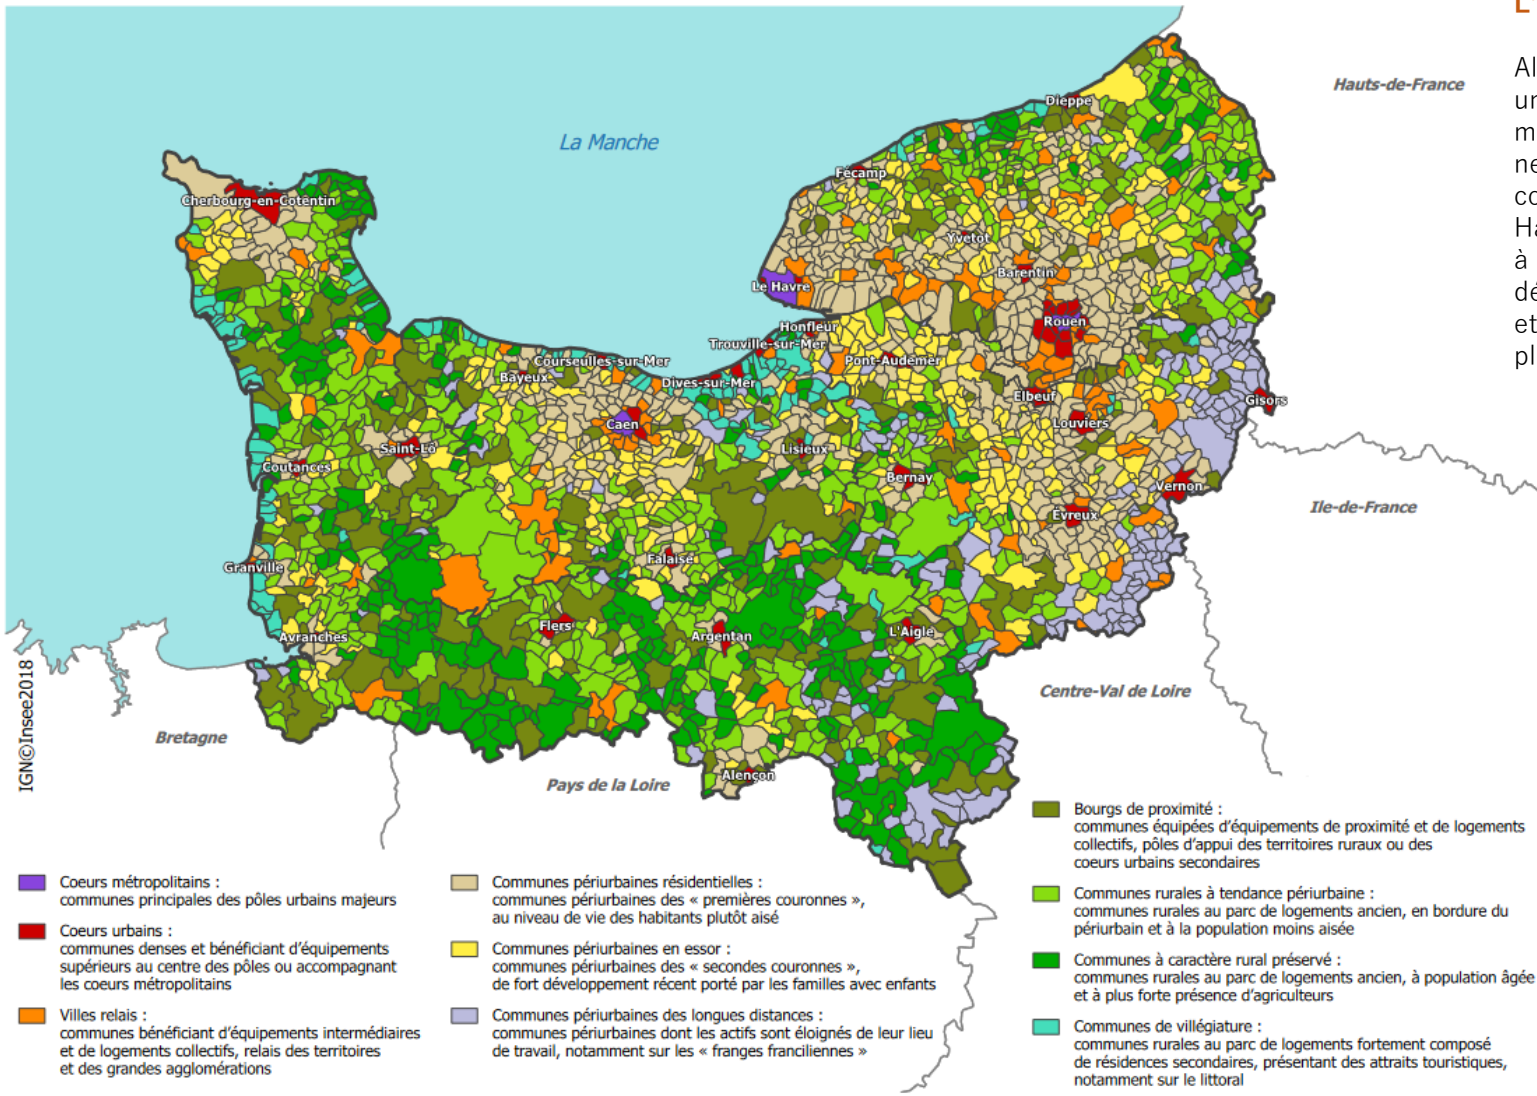 L'
Hauts-de-France
Al
un
m
ne
co
Ha
à
dé
et
pl
La Manche
Dieppe
Fécamp
Cherbourg-en-Cotentin
Yvetot
Barentin
Le Havre
Rouen
Honfleur
Trouville-sur-Mer
Courseulles-sur-Mer
Pont-Audemer
Bayeux
Dives-sur-Mer
Elbeuf
Gisors
Caen
Louviers
Saint-Lô
Lisieux
Coutances
Bernay
Vernon
Évreux
Ile-de-France
Falaise
Granville
Flers
Argentan
L'Aigle
Avranches
Centre-Val de Loire
IGN©Insee2018
Bretagne
Pays de la Loire
Alençon
Coeurs métropolitains :
communes principales des pôles urbains majeurs
Coeurs urbains :
communes denses et bénéficiant d'équipements
supérieurs au centre des pôles ou accompagnant
les coeurs métropolitains
Villes relais :
communes bénéficiant d'équipements intermédiaires
et de logements collectifs, relais des territoires
et des grandes agglomérations
Communes périurbaines résidentielles :
communes périurbaines des « premières couronnes »,
au niveau de vie des habitants plutôt aisé
Communes périurbaines en essor :
communes périurbaines des « secondes couronnes »,
de fort développement récent porté par les familles avec enfants
Communes périurbaines des longues distances :
communes périurbaines dont les actifs sont éloignés de leur lieu
de travail, notamment sur les « franges franciliennes »
Bourgs de proximité :
communes équipées d'équipements de proximité et de logements
collectifs, pôles d'appui des territoires ruraux ou des
coeurs urbains secondaires
Communes rurales à tendance périurbaine :
communes rurales au parc de logements ancien, en bordure du
périurbain et à la population moins aisée
Communes à caractère rural préservé :
communes rurales au parc de logements ancien, à population âgée
et à plus forte présence d'agriculteurs
Communes de villégiature :
communes rurales au parc de logements fortement composé
de résidences secondaires, présentant des attraits touristiques,
notamment sur le littoral